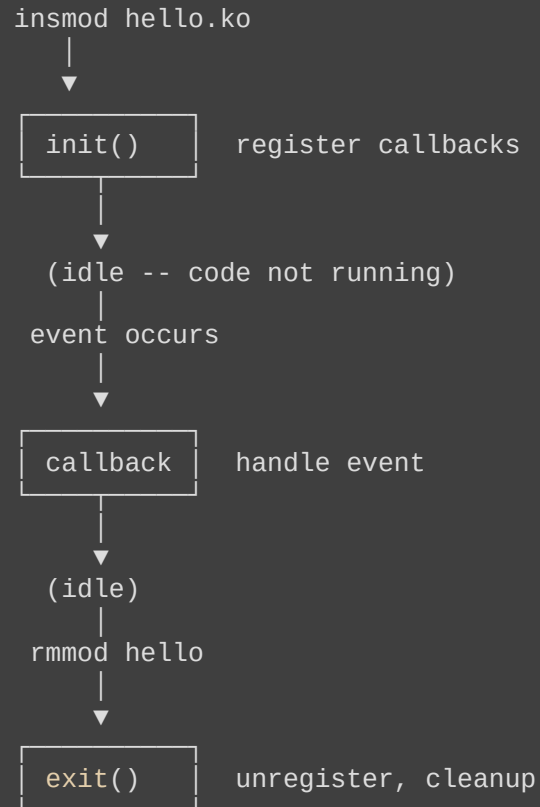 insmod hello.ko
init() register callbacks
(idle -- code not running)
event occurs
callback handle event
(idle)
rmmod hello
exit() unregister, cleanup